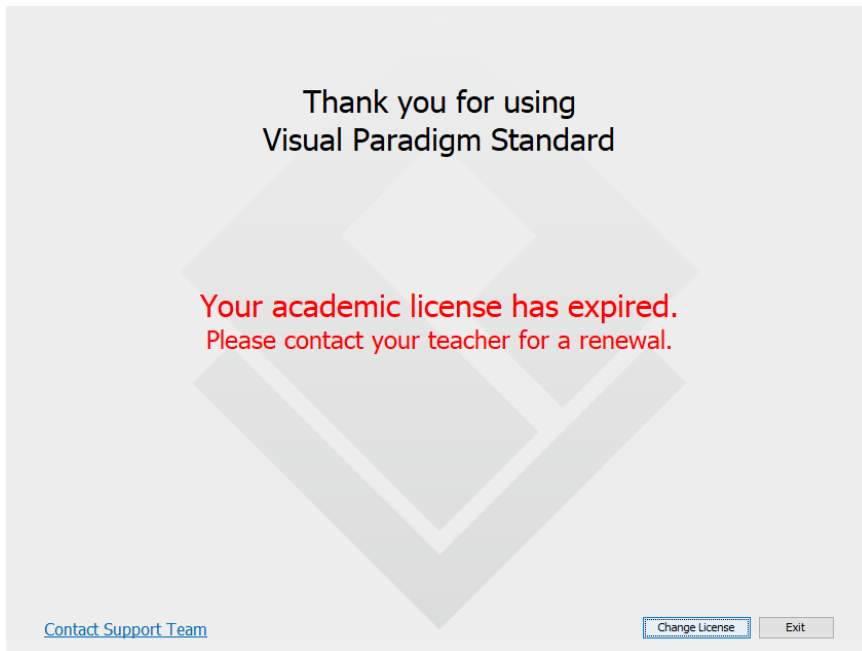 Thank you for using
Visual Paradigm Standard
Your academic license has expired.
Please contact your teacher for a renewal.
Contact Support Team
Change License
Exit